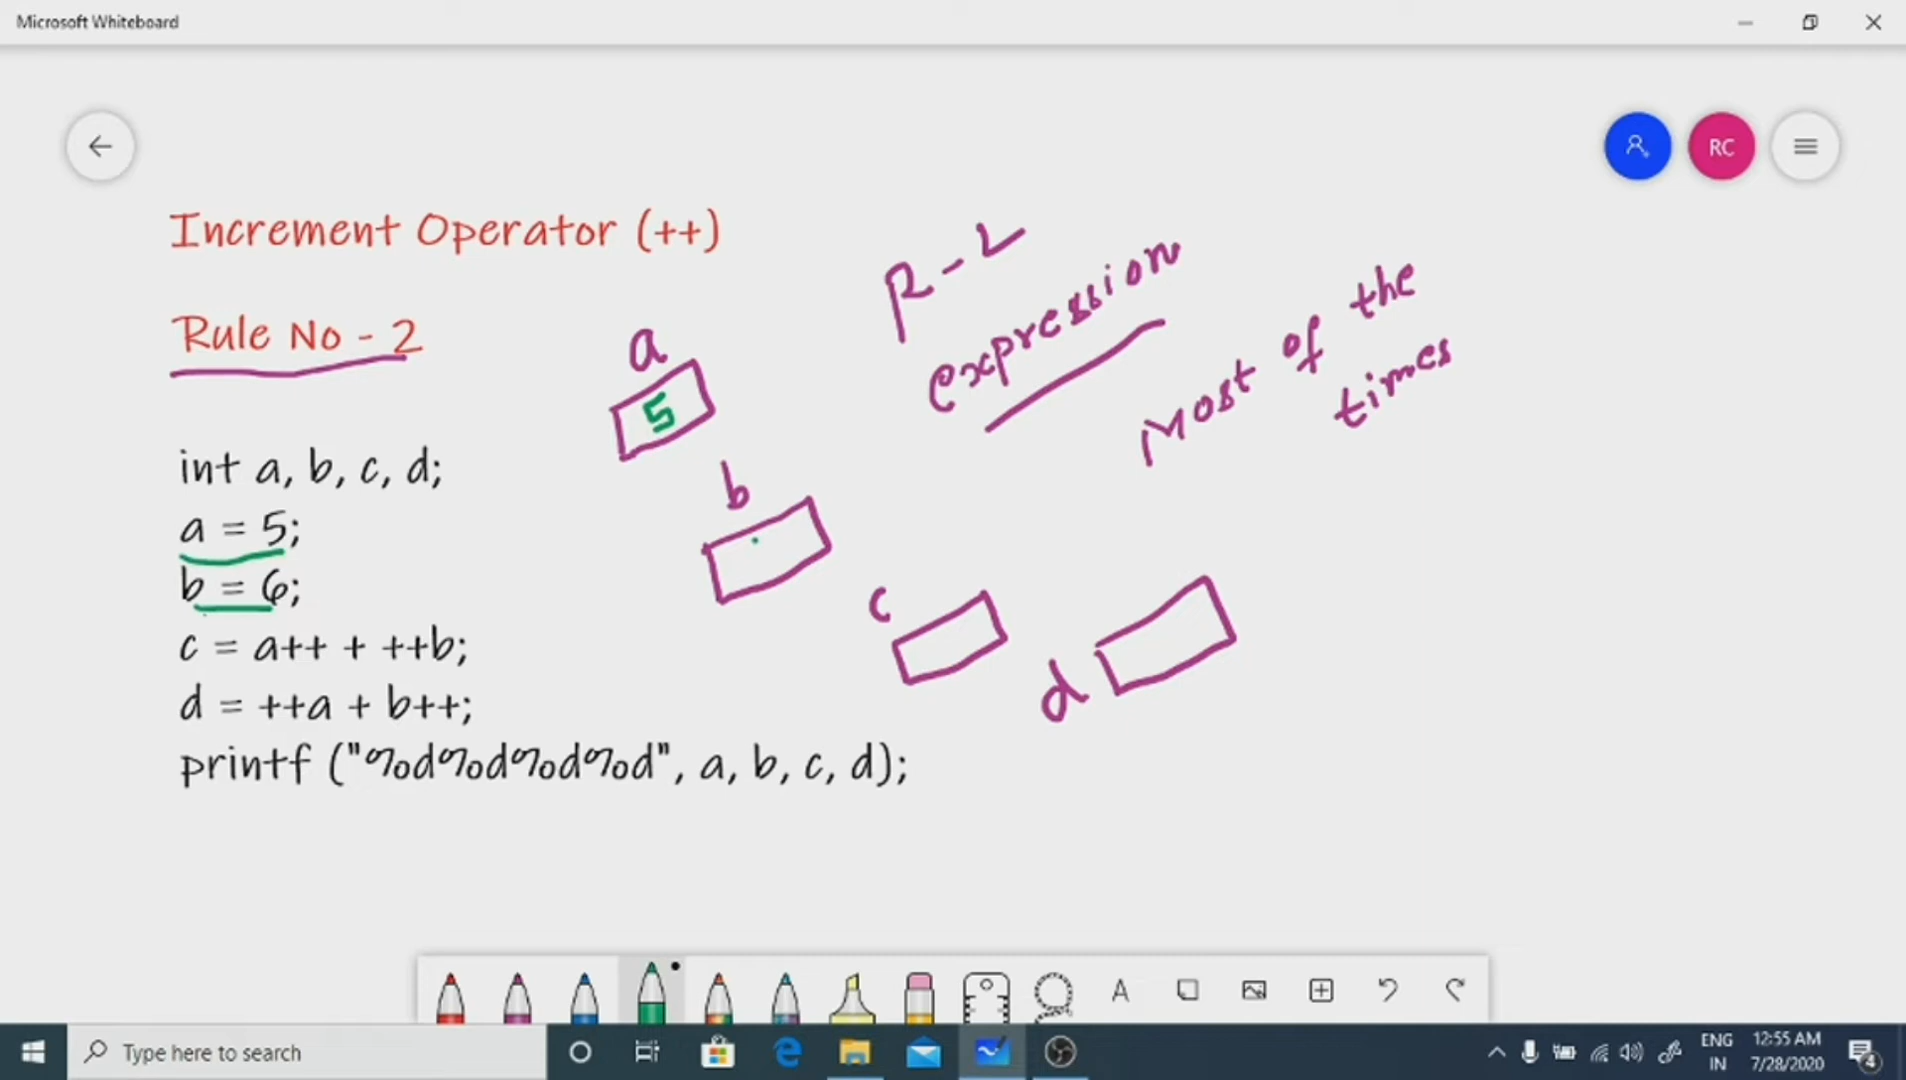 Microsoft Whiteboard
RC
Increment Operator (++)
Rule No - 2
R-2
expression
Most of the
times
a
5
b
c
d
int a, b, c, d;
a = 5;
b = 6;
c = a++ + ++b;
d = ++a + b++;
printf ("%d%d%d%d", a, b, c, d);
A
Type here to search
ENG
IN
12:55 AM
7/28/2020
4